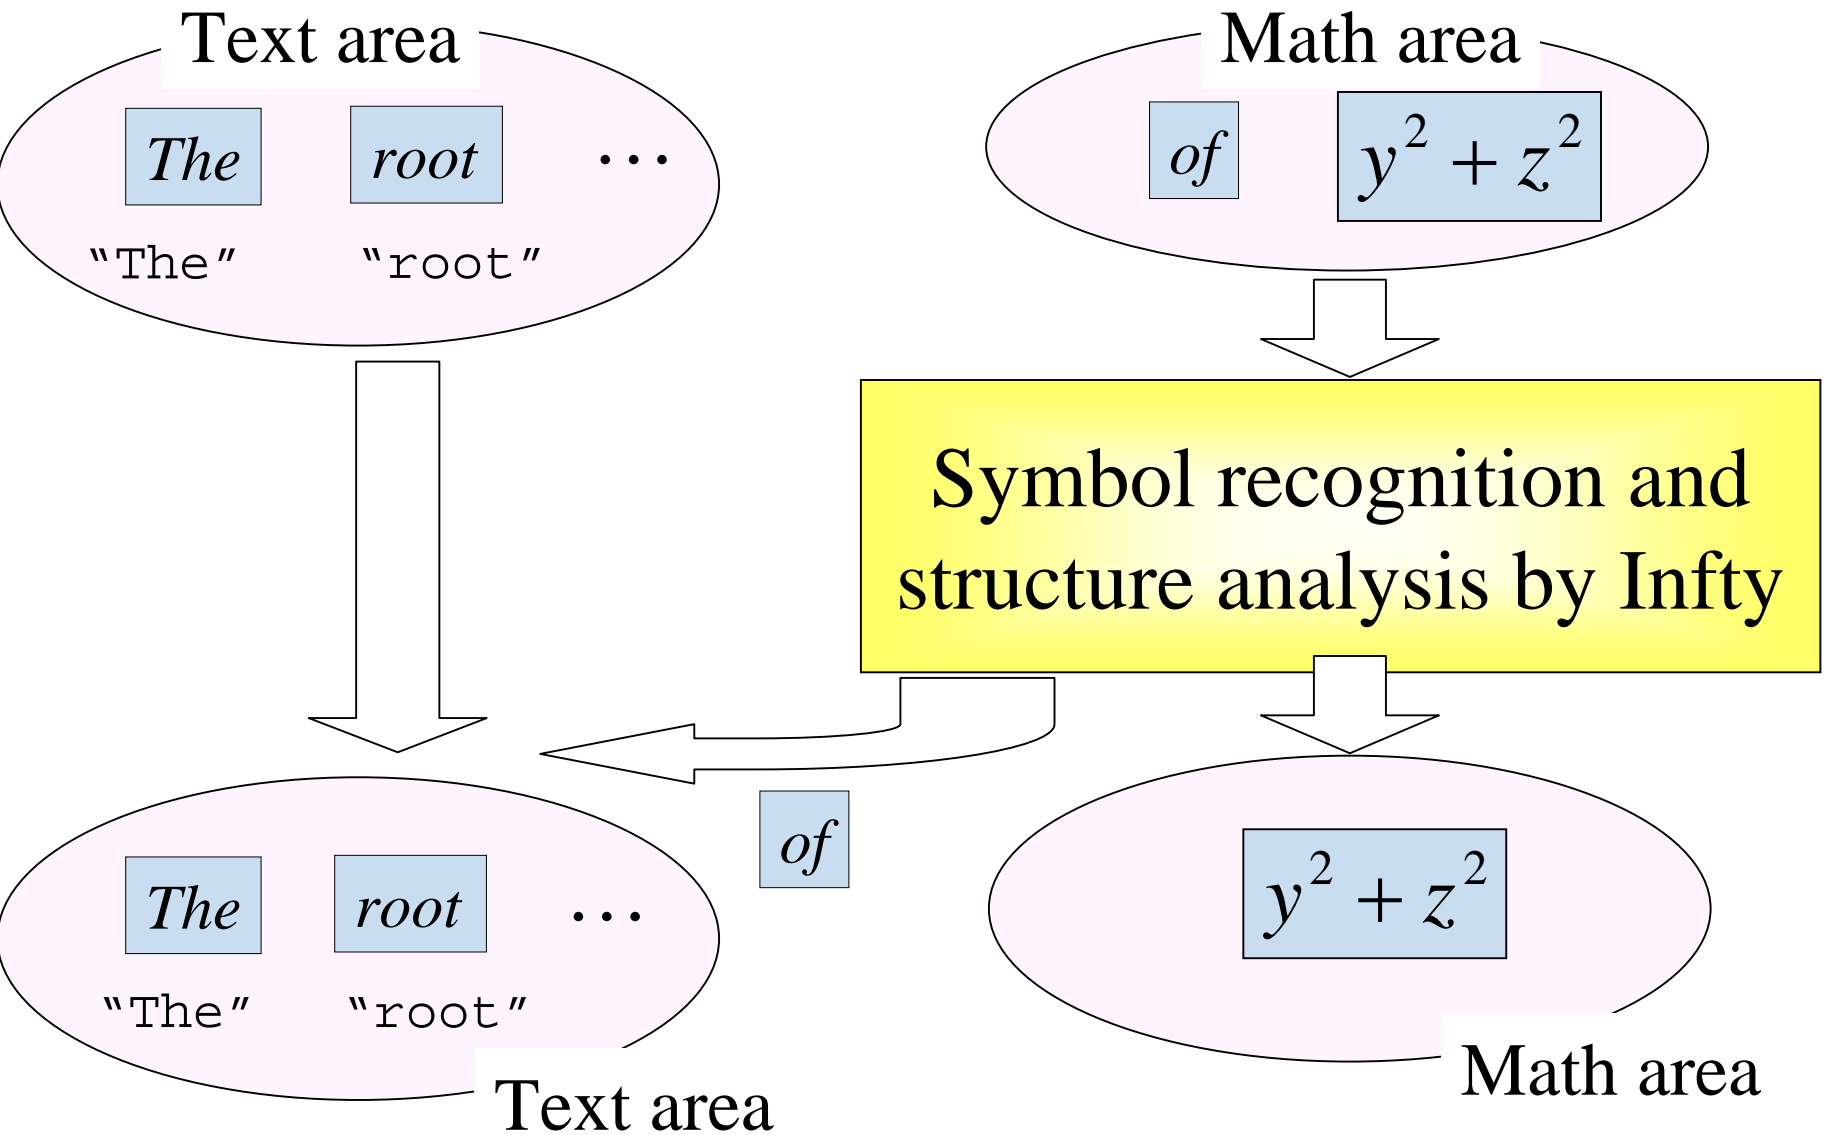 Text area
The root …
“The” “root”
Math area
of y² + z²
Symbol recognition and
structure analysis by Infty
of
The root …
“The” “root”
Text area
y² + z²
Math area